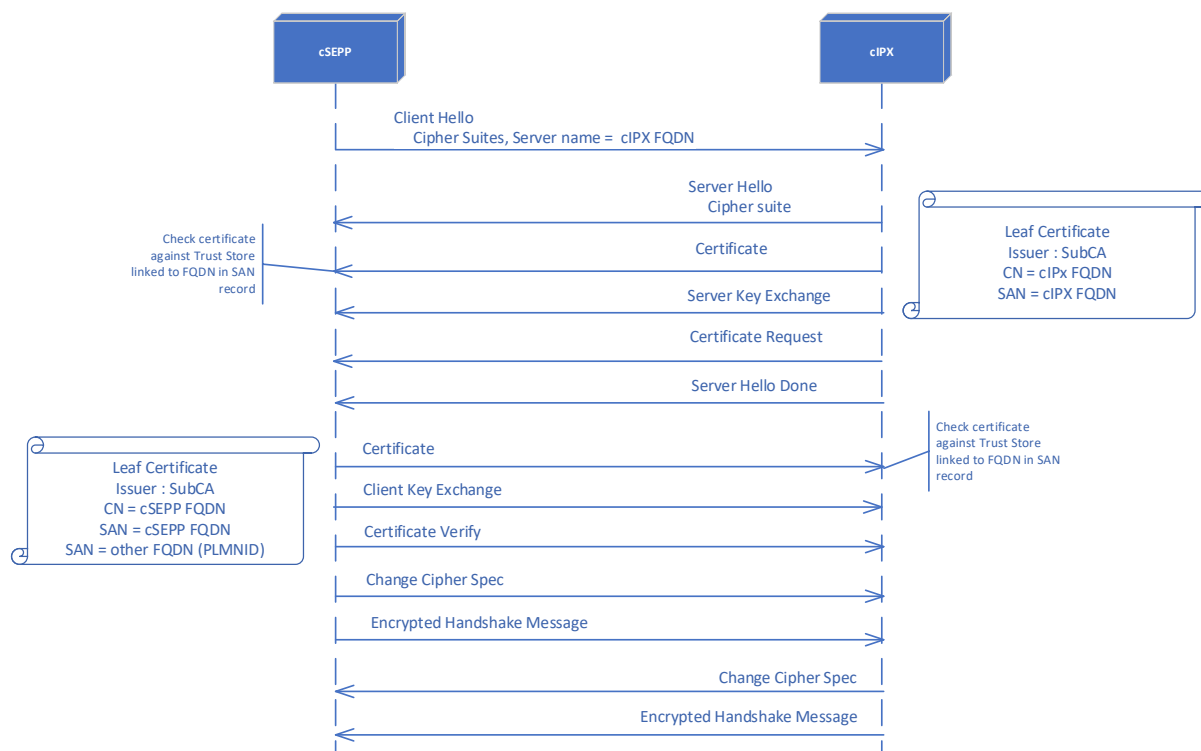 cSEPP
cIPX
Client Hello
Cipher Suites, Server name = cIPX FQDN
Server Hello
Cipher suite
Check certificate
against Trust Store
linked to FQDN in SAN
record
Certificate
Leaf Certificate
Issuer : SubCA
CN = cIPx FQDN
SAN = cIPX FQDN
Server Key Exchange
Certificate Request
Server Hello Done
Check certificate
against Trust Store
linked to FQDN in SAN
record
Leaf Certificate
Issuer : SubCA
CN = cSEPP FQDN
SAN = cSEPP FQDN
SAN = other FQDN (PLMNID)
Certificate
Client Key Exchange
Certificate Verify
Change Cipher Spec
Encrypted Handshake Message
Change Cipher Spec
Encrypted Handshake Message